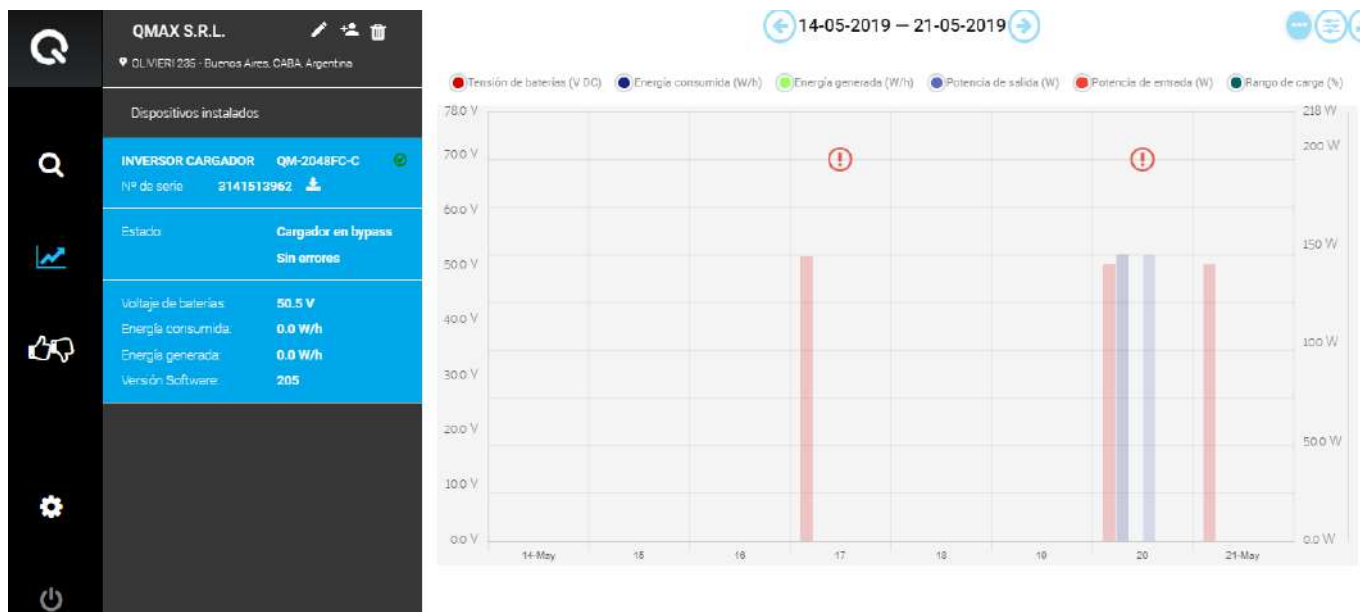 QMAX S.R.L.
OLIVIERI 236 - Buenos Aires, CABA, Argentina
Dispositivos instalados
INVERSOR CARGADOR QM-2048FC-C
Nº de serie 3141513962
Estado: Cargador en bypass
Sin errores
Voltaje de baterías: 50.5 V
Energía consumida: 0.0 W/h
Energía generada: 0.0 W/h
Versión Software: 205
14-05-2019 — 21-05-2019
Tensión de baterías (V DC) Energía consumida (W/h) Energía generada (W/h) Potencia de salida (W) Potencia de entrada (W) Rango de carga (%)
78.0 V 218 W
70.0 V 200 W
60.0 V
50.0 V 150 W
40.0 V
30.0 V 100 W
20.0 V 50.0 W
10.0 V
0.0 V 0.0 W
14-May 15 16 17 18 19 20 21-May